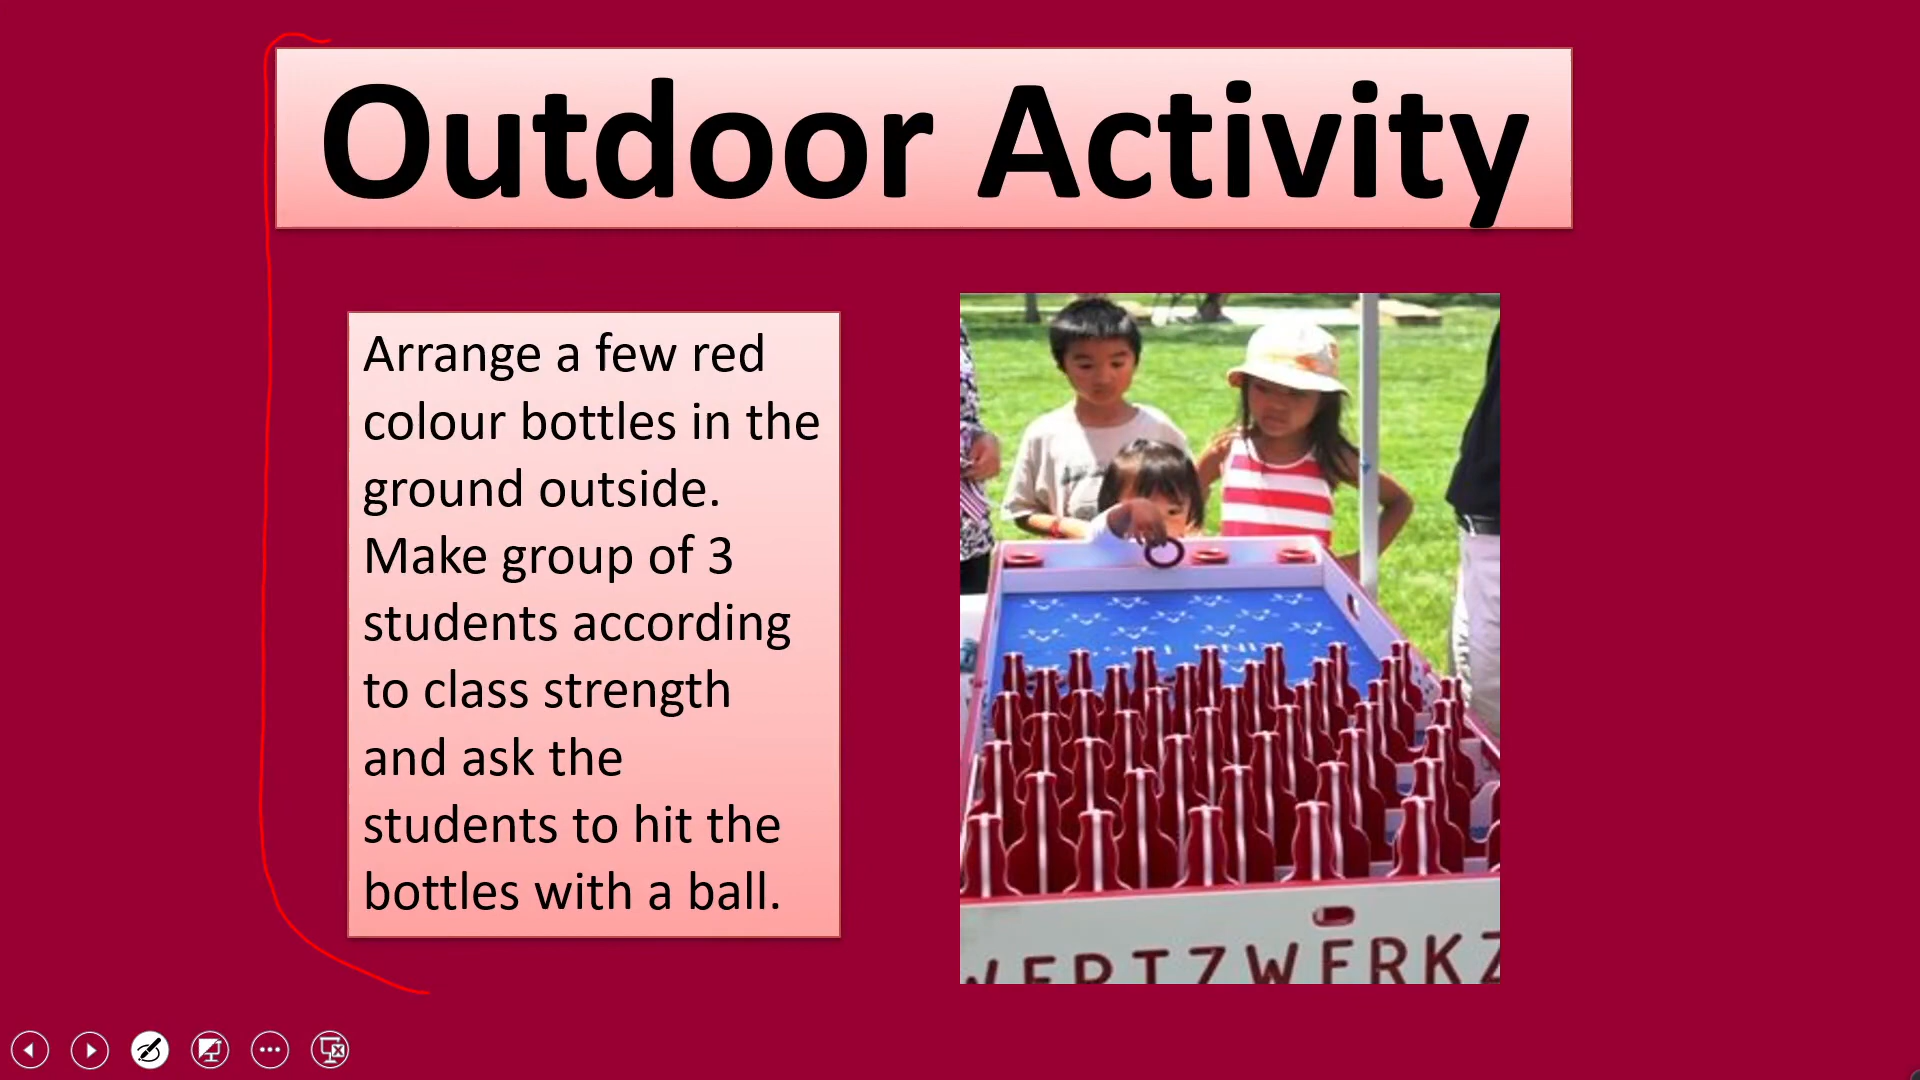 Outdoor Activity
Arrange a few red
colour bottles in the
ground outside.
Make group of 3
students according
to class strength
and ask the
students to hit the
bottles with a ball.
WERTZWERKZ